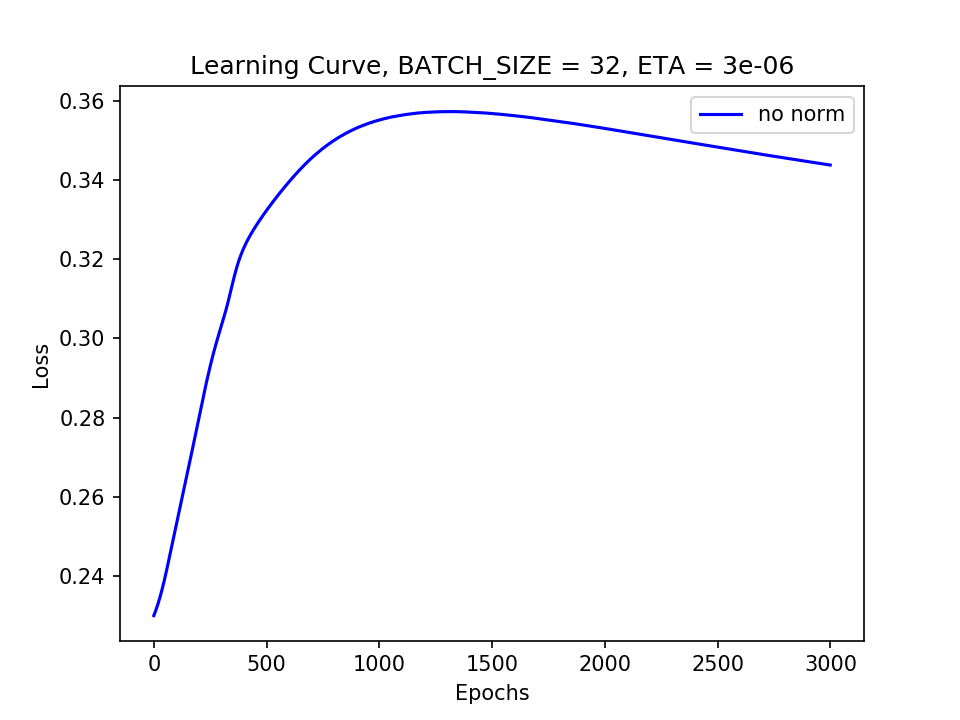 Learning Curve, BATCH_SIZE = 32, ETA = 3e-06
no norm
0.36
0.34
0.32
0.30
0.28
0.26
0.24
Loss
0 500 1000 1500 2000 2500 3000
Epochs